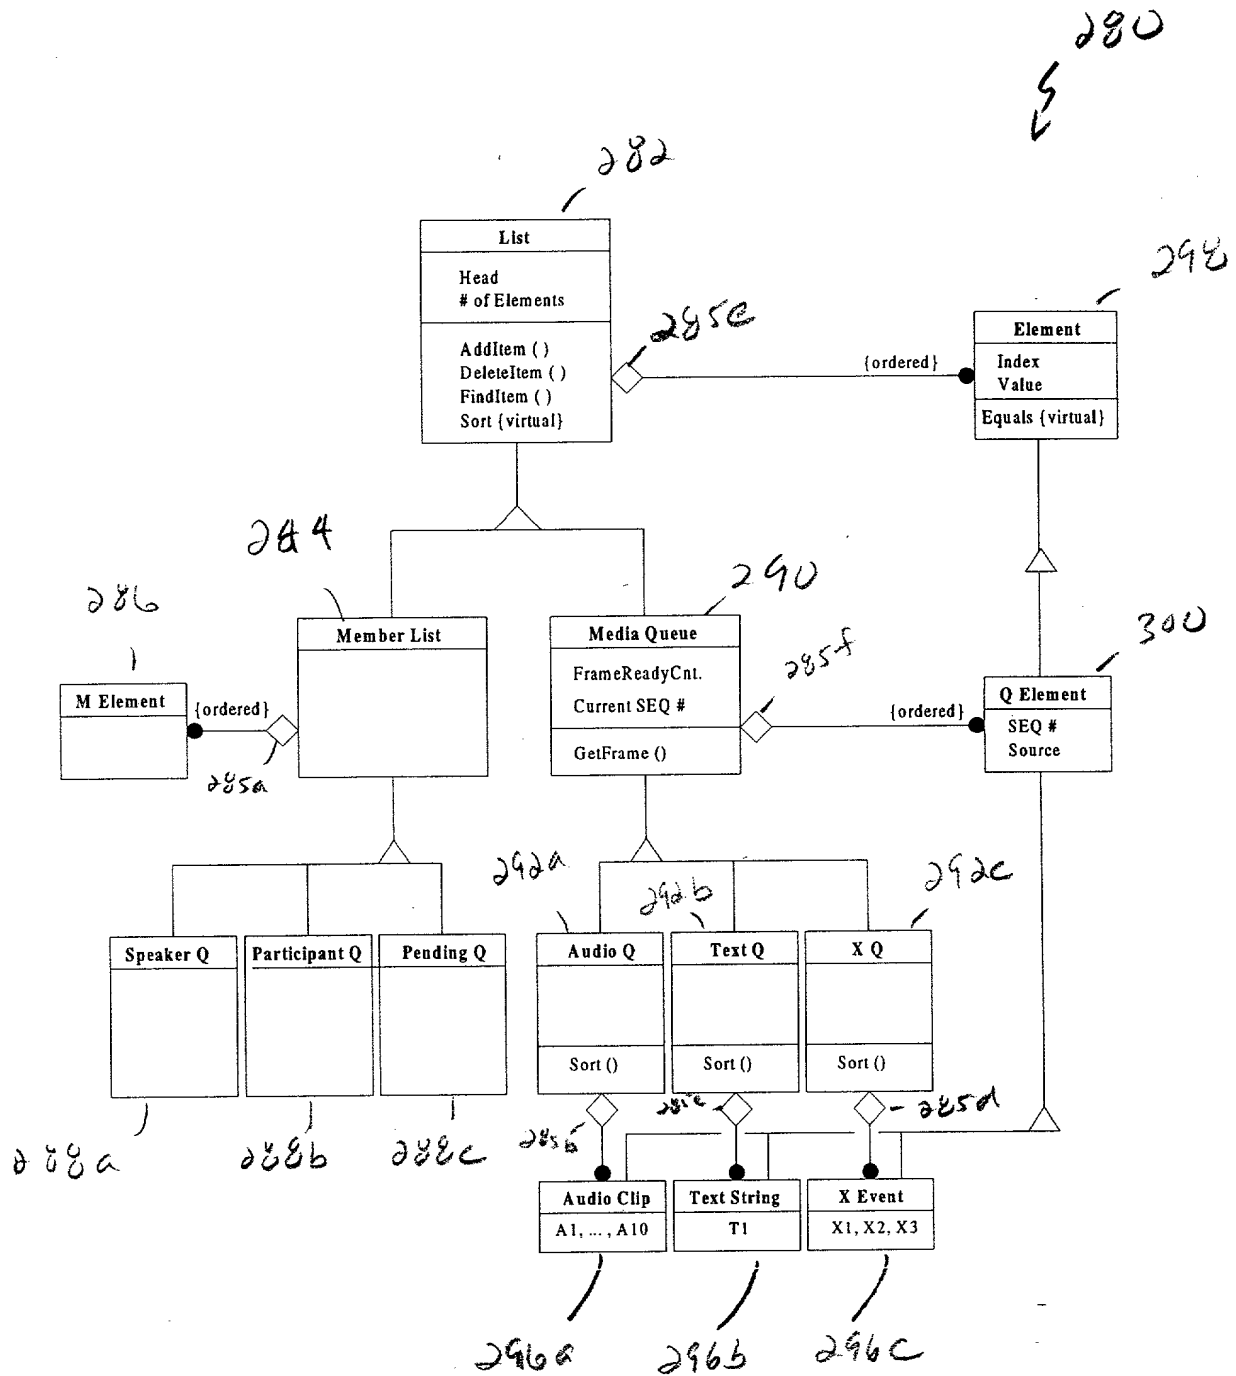 280
282
List
298
Head
# of Elements
285e
Element
AddItem ( )
DeleteItem ( )
FindItem ( )
Sort {virtual}
{ordered}
Index
Value
Equals {virtual}
284
286
290
300
Member List
Media Queue
285f
M Element
{ordered}
FrameReadyCnt.
Current SEQ #
{ordered}
Q Element
SEQ #
Source
285a
GetFrame ( )
292a
292b
292c
Speaker Q
Participant Q
Pending Q
Audio Q
Text Q
X Q
Sort ()
Sort ()
Sort ()
285b
285c
285d
288a
288b
288c
Audio Clip
Text String
X Event
A1, ... , A10
T1
X1, X2, X3
296a
296b
296c